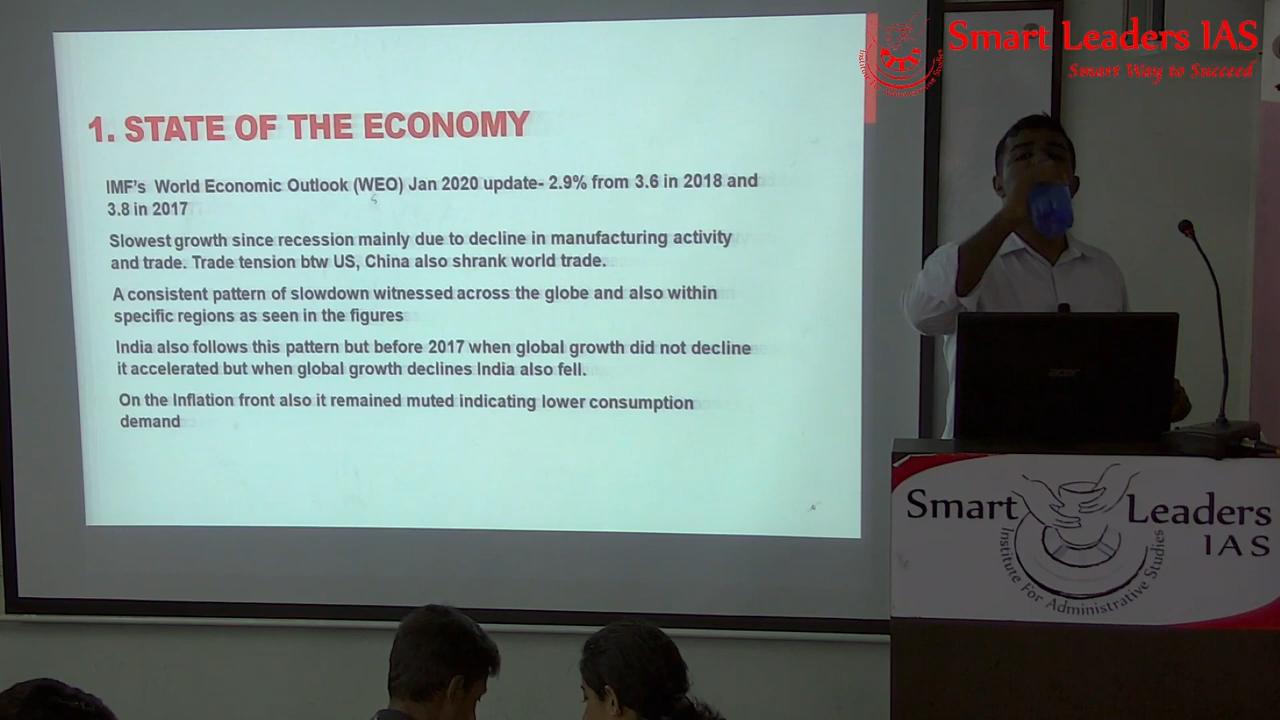 Smart Leaders IAS
Smart Way to Succeed
Institute For Administrative Studies
1. STATE OF THE ECONOMY
IMF's World Economic Outlook (WEO) Jan 2020 update- 2.9% from 3.6 in 2018 and
3.8 in 2017
Slowest growth since recession mainly due to decline in manufacturing activity
and trade. Trade tension btw US, China also shrank world trade.
A consistent pattern of slowdown witnessed across the globe and also within
specific regions as seen in the figures
India also follows this pattern but before 2017 when global growth did not decline
it accelerated but when global growth declines India also fell.
On the Inflation front also it remained muted indicating lower consumption
demand
acer
Smart Leaders
IAS
Institute For Administrative Studies